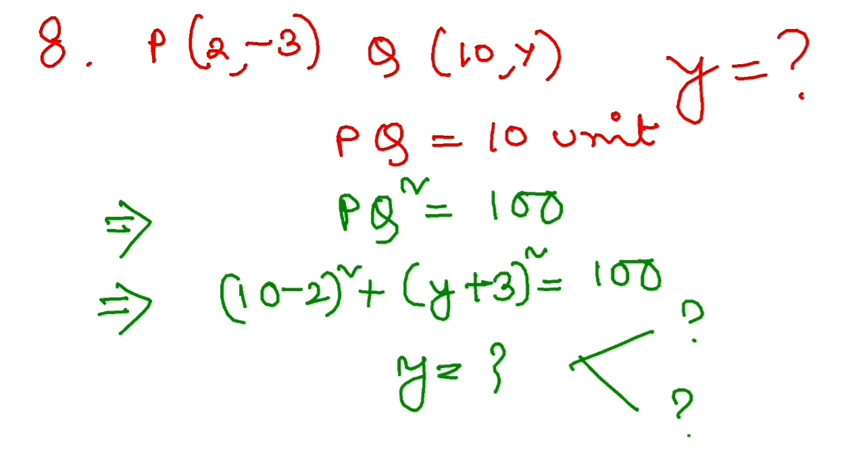 8. P(2,-3) Q(10,y) y=?
PQ = 10 unit
⇒ PQ² = 100
⇒ (10-2)² + (y+3)² = 100
y = ? < ? ?